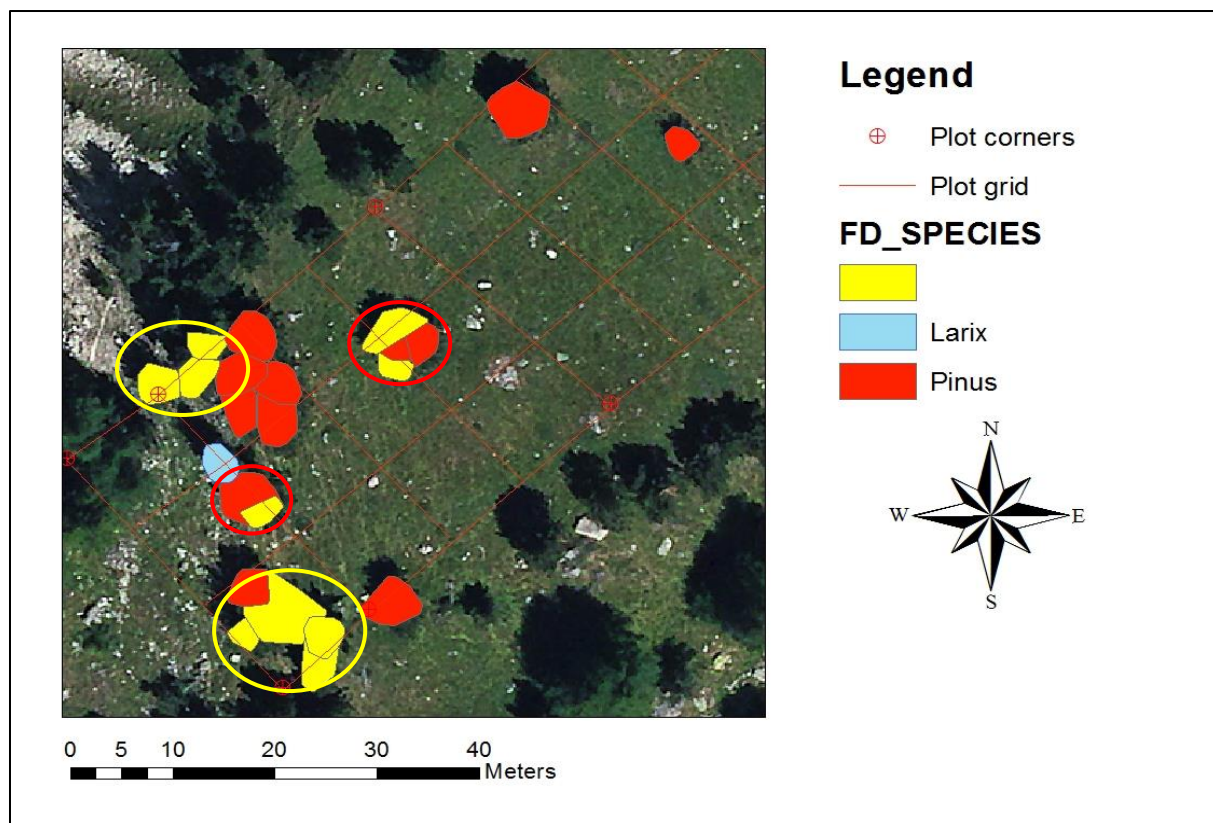 Legend
Plot corners
Plot grid
FD_SPECIES
Larix
Pinus
N
W E
S
0 5 10 20 30 40
Meters